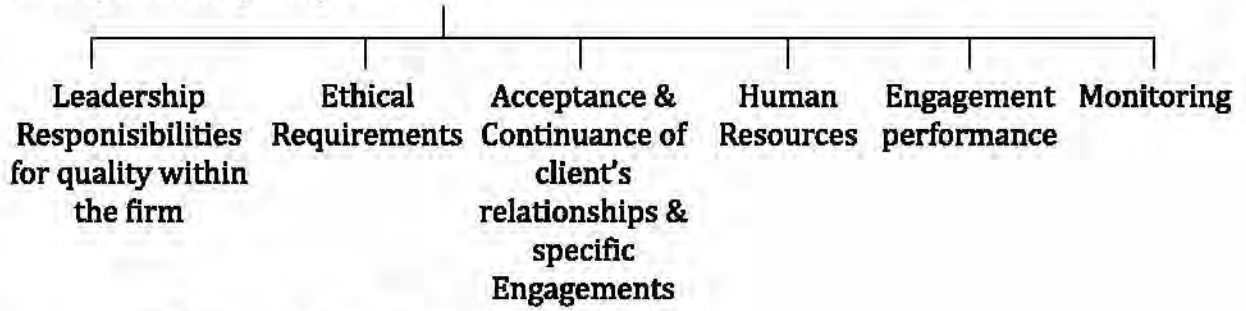 Leadership
Responisibilities
for quality within
the firm
Ethical
Requirements
Acceptance &
Continuance of
client's
relationships &
specific
Engagements
Human
Resources
Engagement
performance
Monitoring